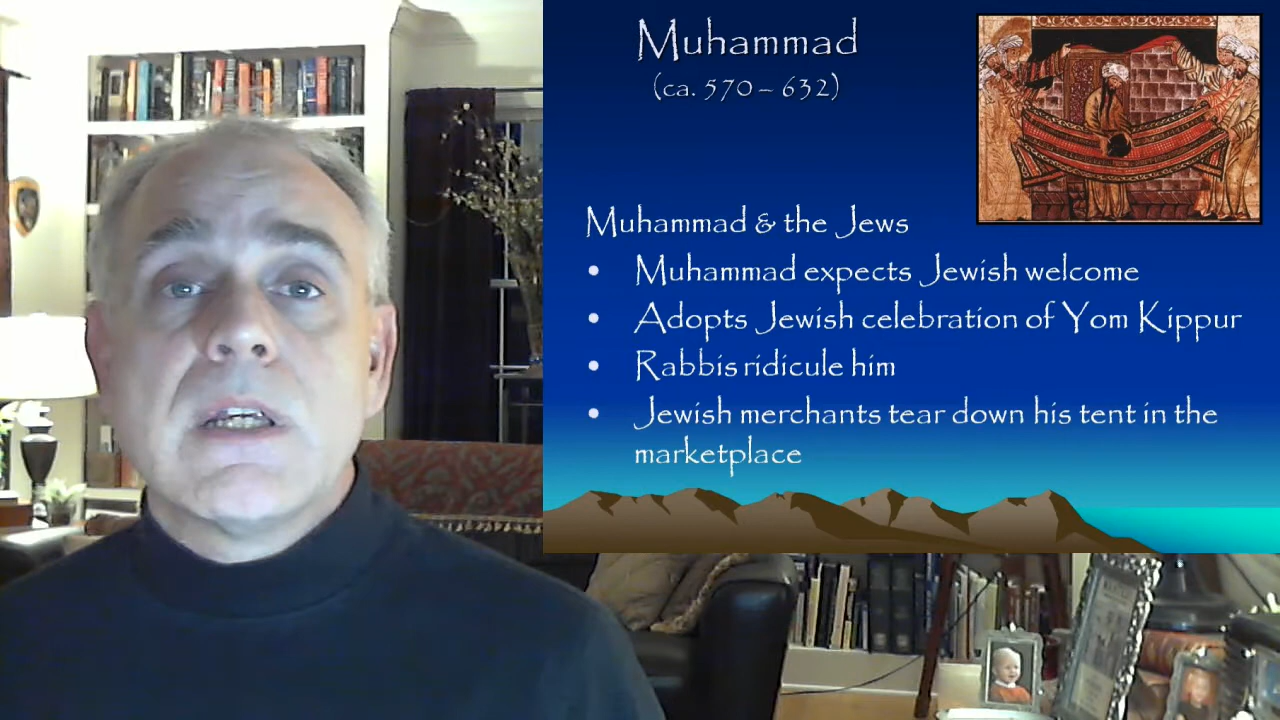 Muhammad
(ca. 570 – 632)
Muhammad & the Jews
• Muhammad expects Jewish welcome
• Adopts Jewish celebration of Yom Kippur
• Rabbis ridicule him
• Jewish merchants tear down his tent in the
marketplace